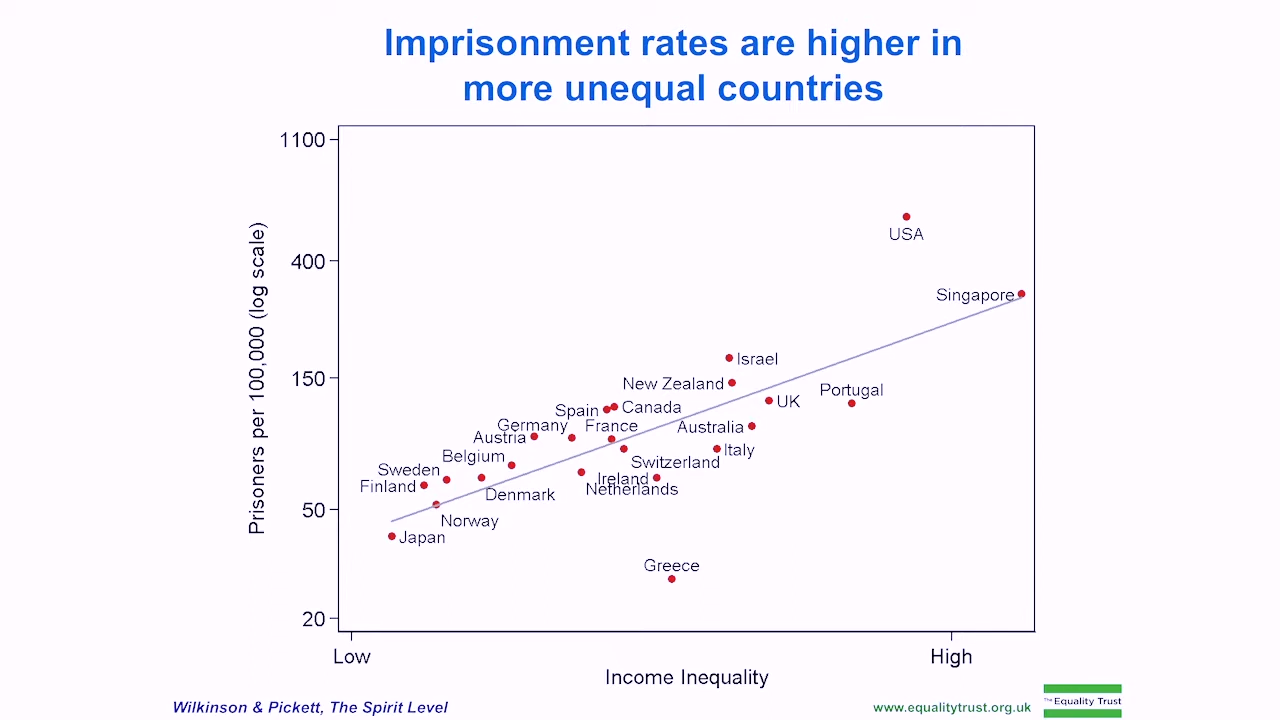 Imprisonment rates are higher in
more unequal countries
1100
400
150
50
20
Prisoners per 100,000 (log scale)
USA
Singapore
Israel
New Zealand
Portugal
UK
Spain
Canada
Germany
France
Australia
Austria
Italy
Belgium
Switzerland
Sweden
Ireland
Finland
Netherlands
Denmark
Norway
Japan
Greece
Low
High
Income Inequality
Wilkinson & Pickett, The Spirit Level
www.equalitytrust.org.uk
The Equality Trust